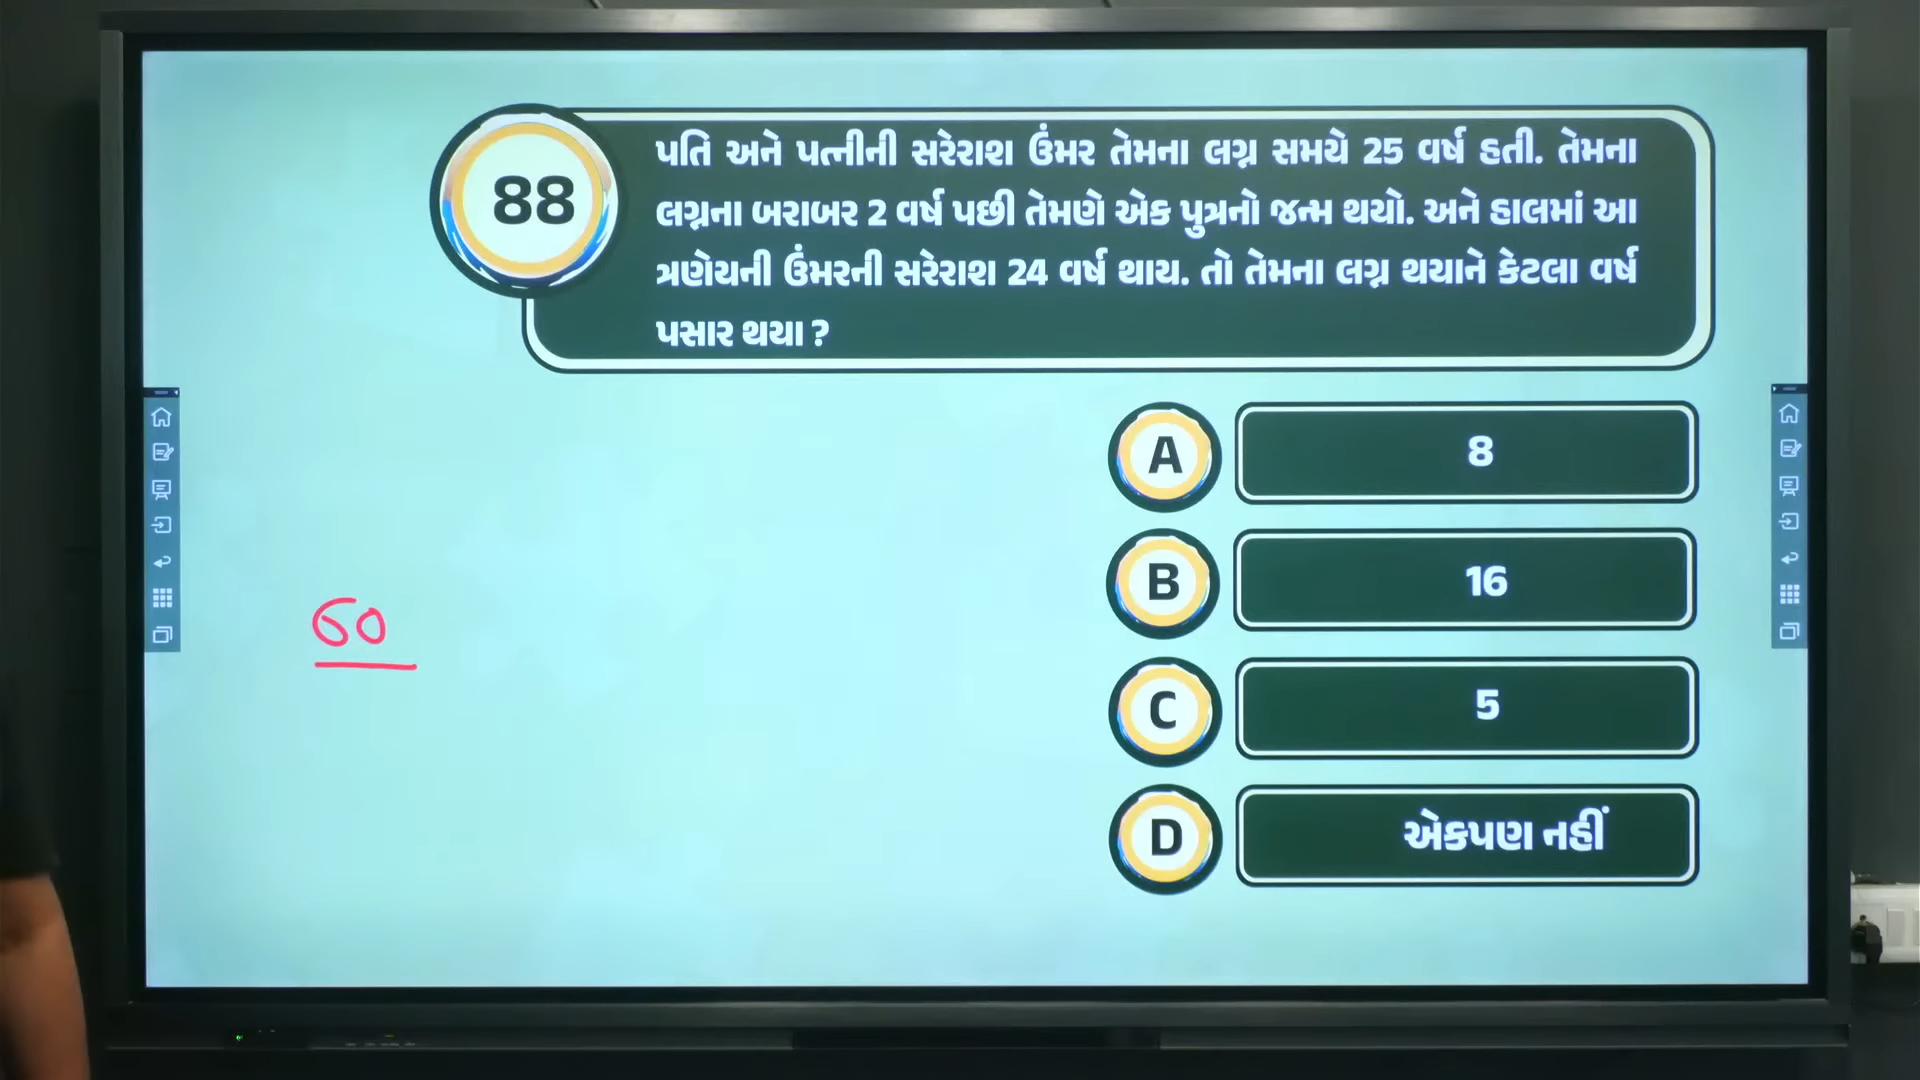 88
પતિ અને પત્નીની સરેરાશ ઉંમર તેમના લગ્ન સમયે 25 વર્ષ હતી. તેમના
લગ્નના બરાબર 2 વર્ષ પછી તેમણે એક પુત્રનો જન્મ થયો. અને હાલમાં આ
ત્રણેયની ઉંમરની સરેરાશ 24 વર્ષ થાય. તો તેમના લગ્ન થયાને કેટલા વર્ષ
પસાર થયા ?
A 8
B 16
C 5
D એકપણ નહીં
60